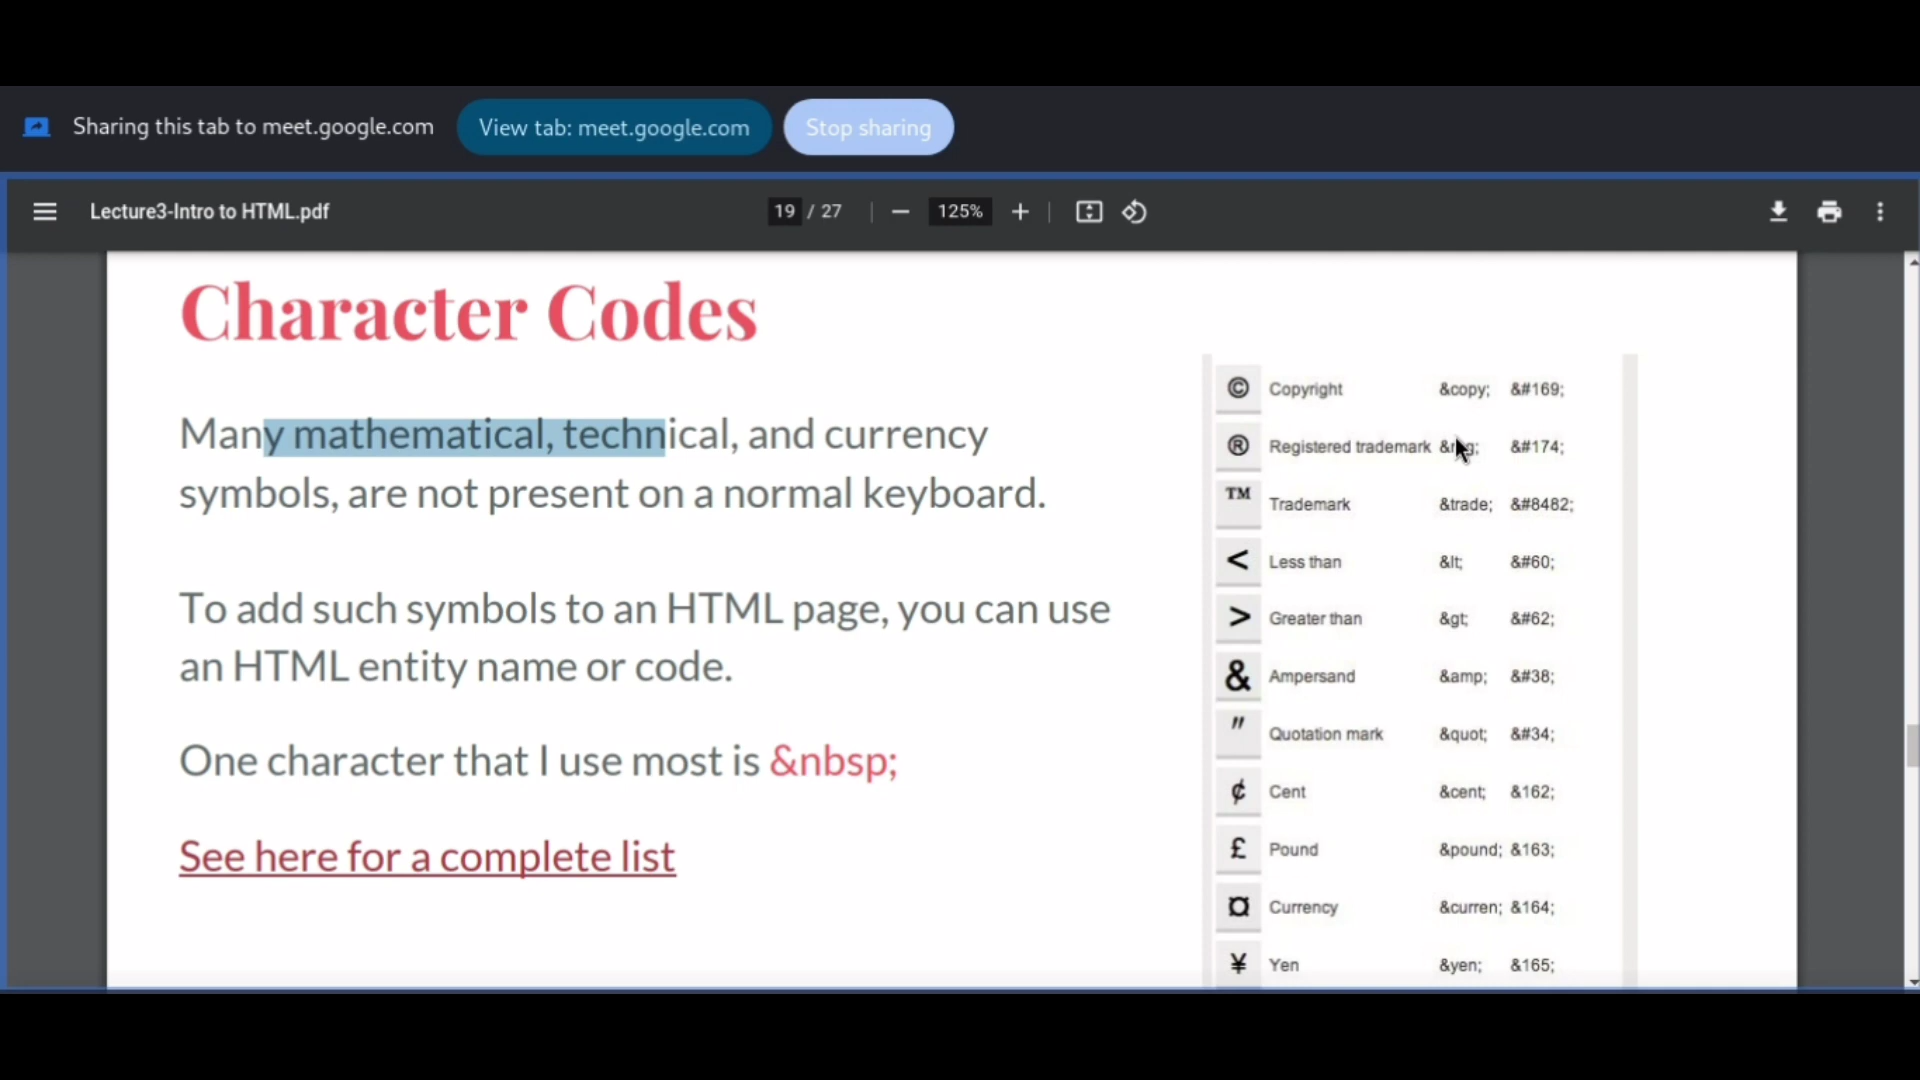 Sharing this tab to meet.google.com View tab: meet.google.com Stop sharing
Lecture3-Intro to HTML.pdf 19 / 27 125%
Character Codes
Many mathematical, technical, and currency
symbols, are not present on a normal keyboard.
To add such symbols to an HTML page, you can use
an HTML entity name or code.
One character that I use most is &nbsp;
See here for a complete list
© Copyright &copy; &#169;
® Registered trademark &#174;
™ Trademark &trade; &#8482;
< Less than &lt; &#60;
> Greater than &gt; &#62;
& Ampersand &amp; &#38;
" Quotation mark &quot; &#34;
¢ Cent &cent; &162;
£ Pound &pound; &163;
¤ Currency &curren; &164;
¥ Yen &yen; &165;